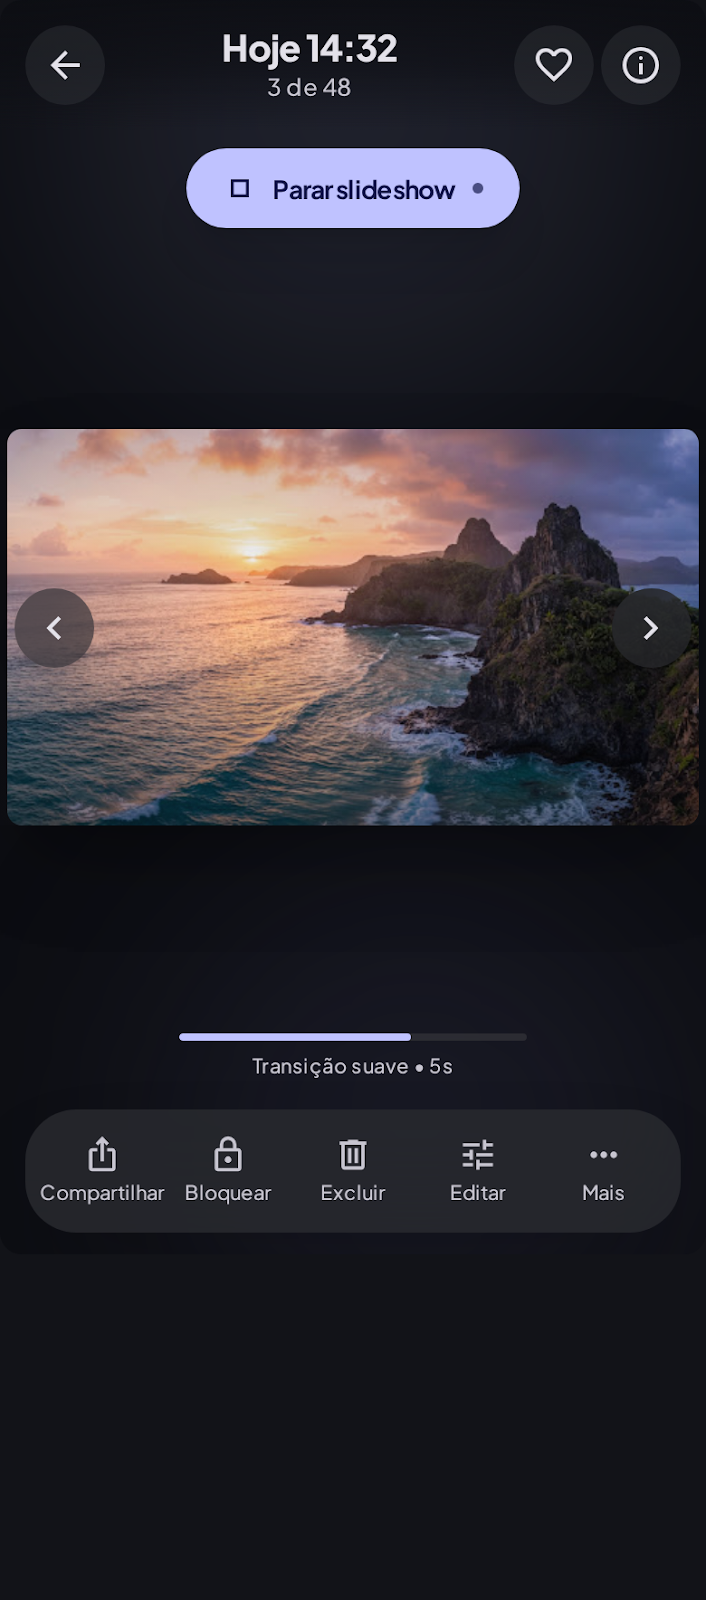 Hoje 14:32
3 de 48
Parar slideshow
Transição suave • 5s
Compartilhar
Bloquear
Excluir
Editar
Mais